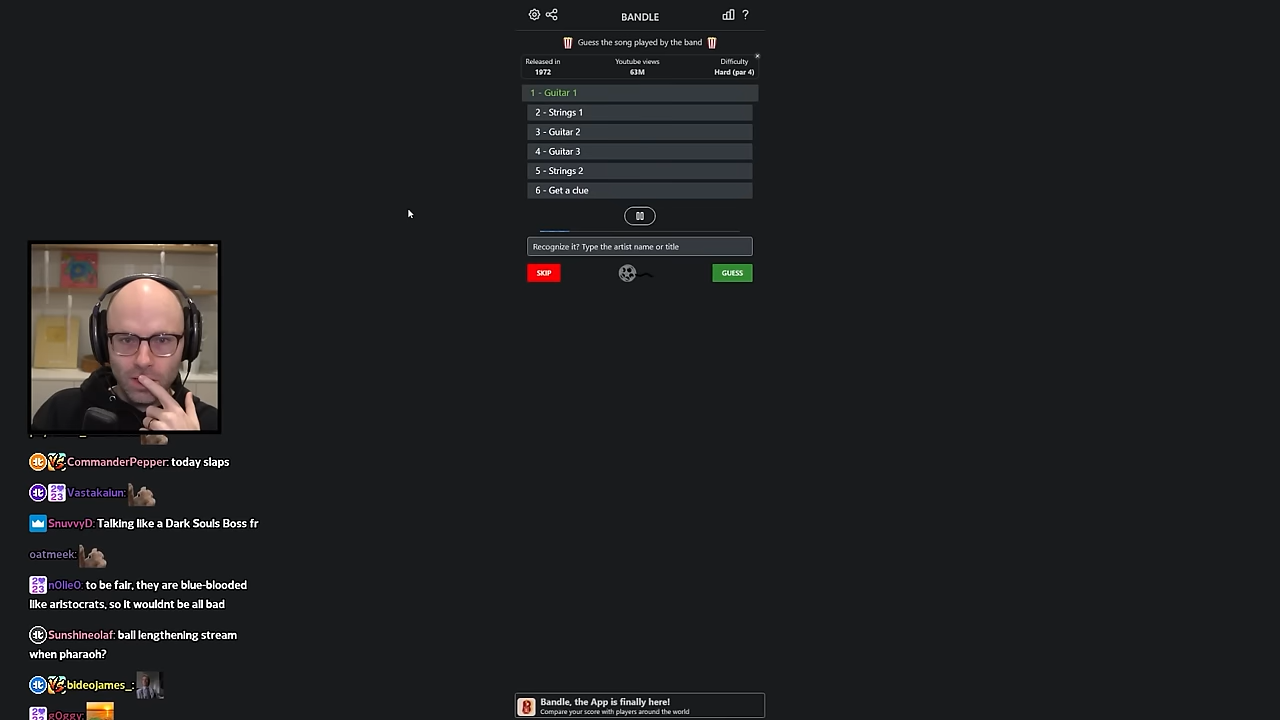 BANDLE
?
Guess the song played by the band
Released in
1972
Youtube views
63M
Difficulty
Hard (par 4)
1 - Guitar 1
2 - Strings 1
3 - Guitar 2
4 - Guitar 3
5 - Strings 2
6 - Get a clue
Recognize it? Type the artist name or title
SKIP
GUESS
CommanderPepper: today slaps
Vastakalun:
SnuvvyD: Talking like a Dark Souls Boss fr
oatmeek:
n0lie0: to be fair, they are blue-blooded
like aristocrats, so it wouldnt be all bad
Sunshineolaf: ball lengthening stream
when pharaoh?
bideojames_:
g0ggy:
Bandle, the App is finally here!
Compare your score with players around the world